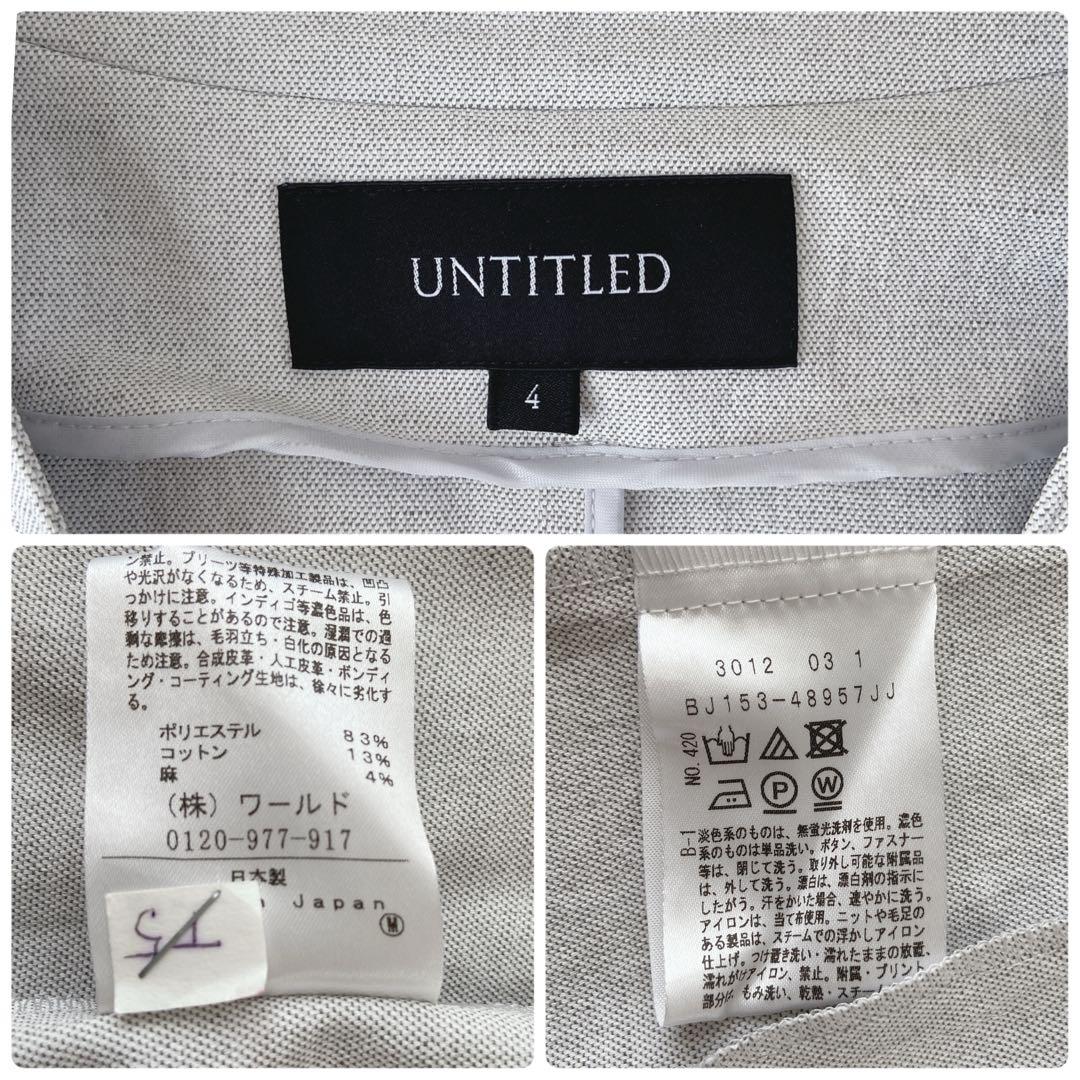 UNTITLED
4
ン禁止。プリーツ等特殊加工製品は、凹凸
や光沢がなくなるため、スチーム禁止。引
っかけに注意。インディゴ等濃色品は、色
移りすることがあるので注意。湿潤での過
剰な摩擦は、毛羽立ち・白化の原因となる
ため注意。合成皮革・人工皮革・ボンディ
ング・コーティング生地は、徐々に劣化す
る。
ポリエステル 83%
コットン 13%
麻 4%
(株) ワールド
0120-977-917
日本製
n Japan
M
3012 03 1
BJ153-48957JJ
NO. 420
P W
B-1
淡色系のものは、無蛍光洗剤を使用。濃色
系のものは単品洗い。ボタン、ファスナー
等は、閉じて洗う。取り外し可能な附属品
は、外して洗う。漂白は、漂白剤の指示に
したがう。汗をかいた場合、速やかに洗う。
アイロンは、当て布使用。ニットや毛足の
ある製品は、スチームでの浮かしアイロン
仕上げ。つけ置き洗い・濡れたままの放置、
濡れがけアイロン、禁止。附属・プリント
部分は、もみ洗い、乾熱・スチーム